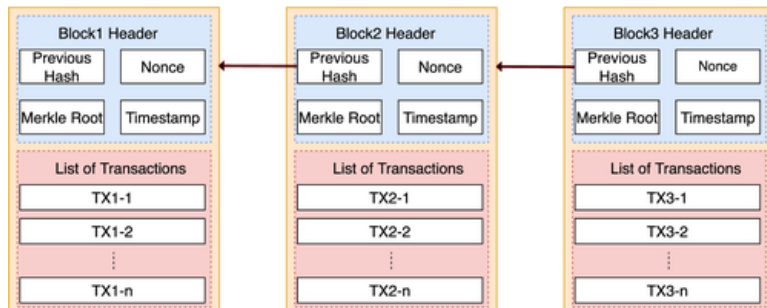 Block1 Header
Previous
Hash
Nonce
Merkle Root
Timestamp
List of Transactions
TX1-1
TX1-2
TX1-n
Block2 Header
Previous
Hash
Nonce
Merkle Root
Timestamp
List of Transactions
TX2-1
TX2-2
TX2-n
Block3 Header
Previous
Hash
Nonce
Merkle Root
Timestamp
List of Transactions
TX3-1
TX3-2
TX3-n